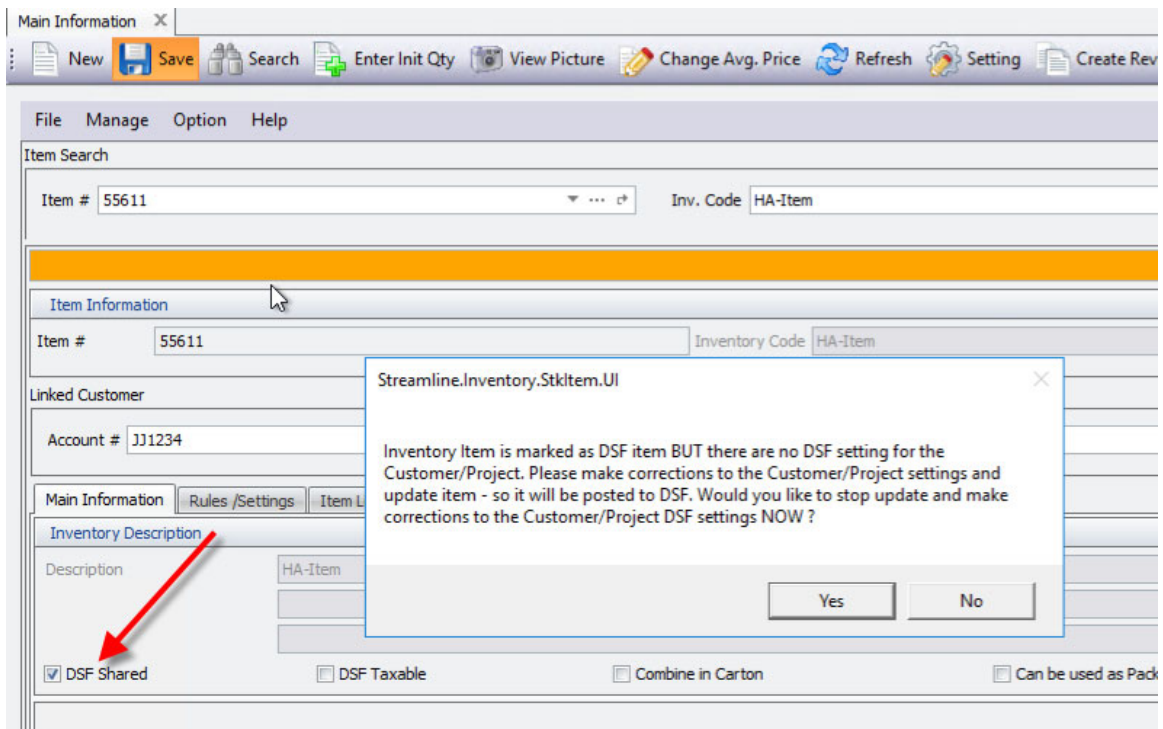 Main Information X
New Save Search Enter Init Qty View Picture Change Avg. Price Refresh Setting Create Rev
File Manage Option Help
Item Search
Item # 55611 Inv. Code HA-Item
Item Information
Item # 55611 Inventory Code HA-Item
Streamline.Inventory.StkItem.UI
Linked Customer
Account # JJ1234
Inventory Item is marked as DSF item BUT there are no DSF setting for the
Customer/Project. Please make corrections to the Customer/Project settings and
update item - so it will be posted to DSF. Would you like to stop update and make
corrections to the Customer/Project DSF settings NOW ?
Yes No
Main Information Rules /Settings Item L
Inventory Description
Description HA-Item
DSF Shared DSF Taxable Combine in Carton Can be used as Pack